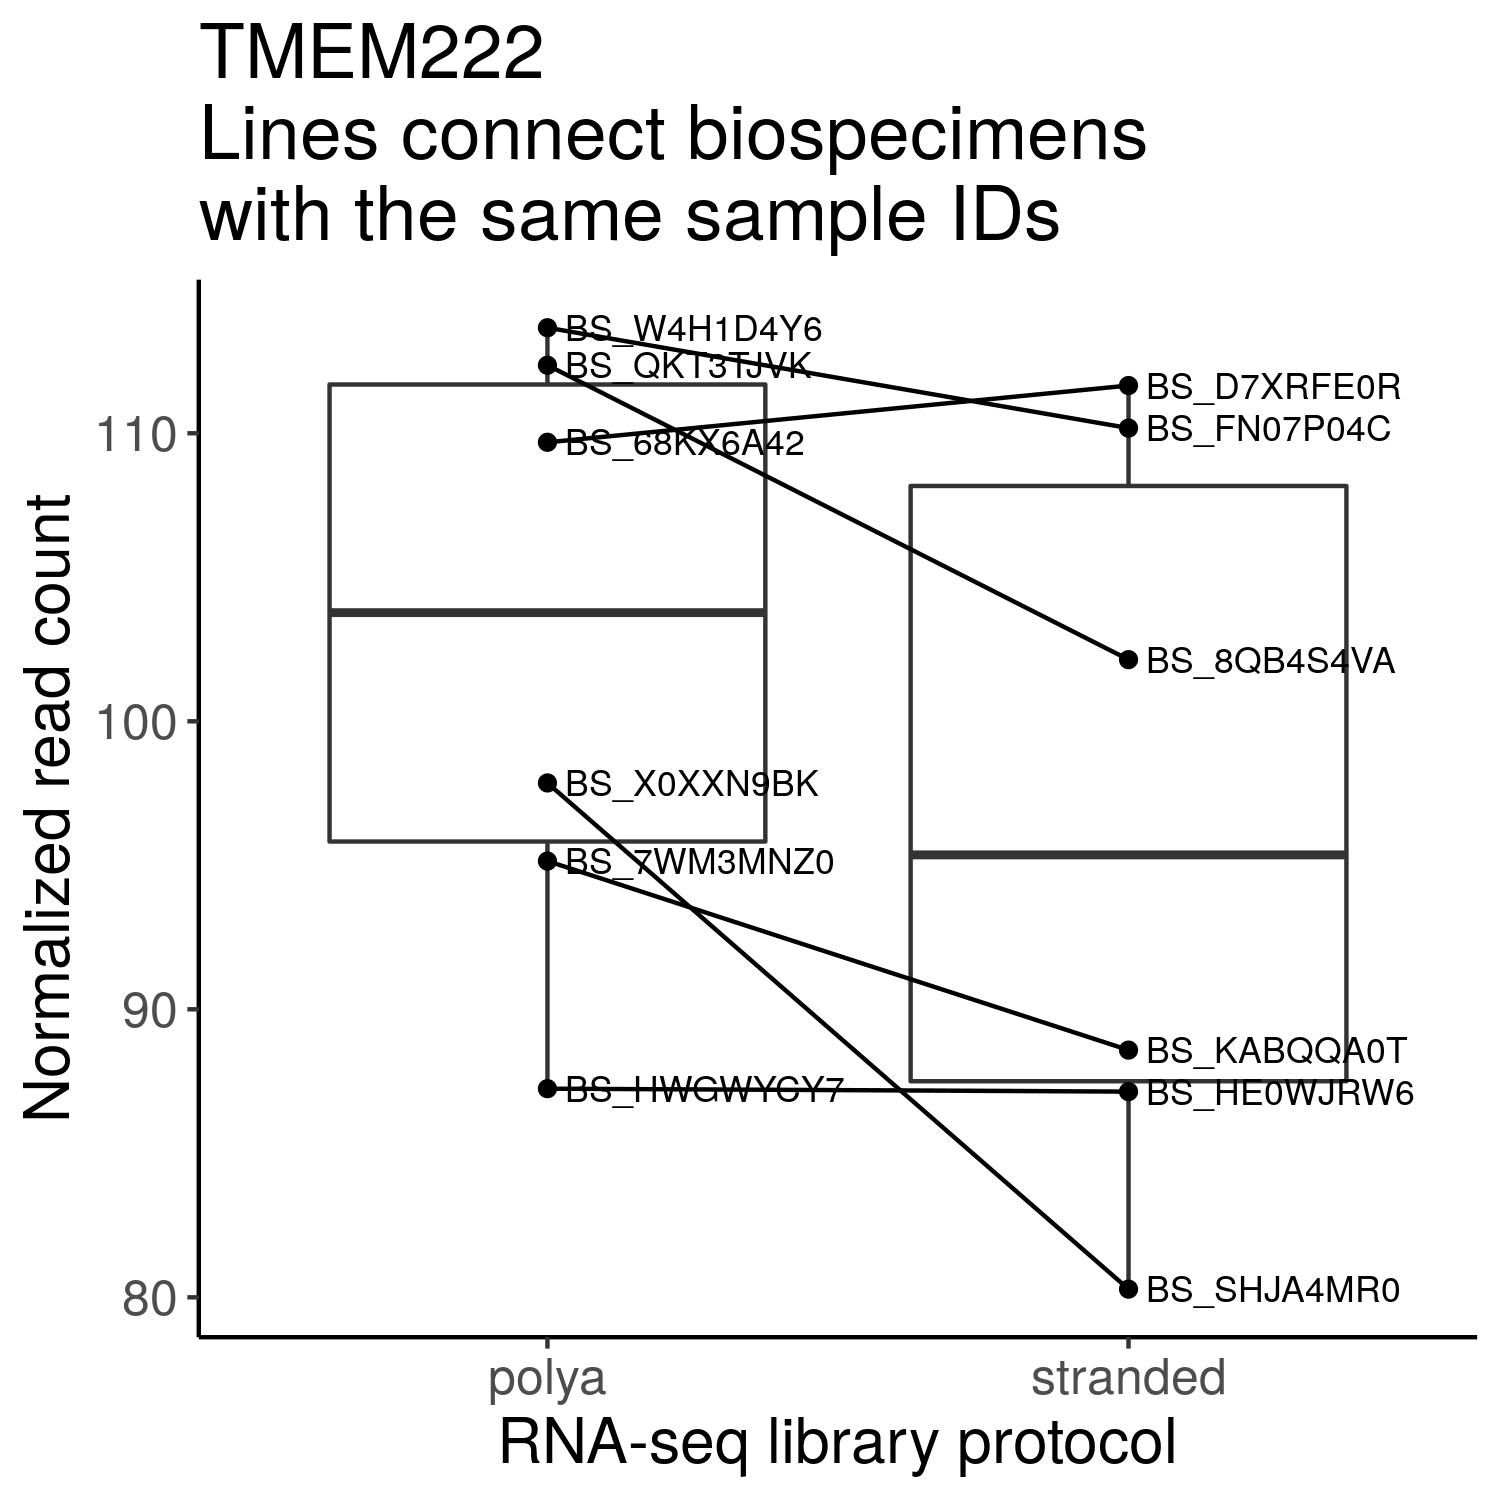 TMEM222
Lines connect biospecimens
with the same sample IDs
Normalized read count
110
100
90
80
BS_W4H1D4Y6
BS_QKT3TJVK
BS_68KX6A42
BS_X0XXN9BK
BS_7WM3MNZ0
BS_HWGWYCY7
BS_D7XRFE0R
BS_FN07P04C
BS_8QB4S4VA
BS_KABQQA0T
BS_HE0WJRW6
BS_SHJA4MR0
polya
stranded
RNA-seq library protocol